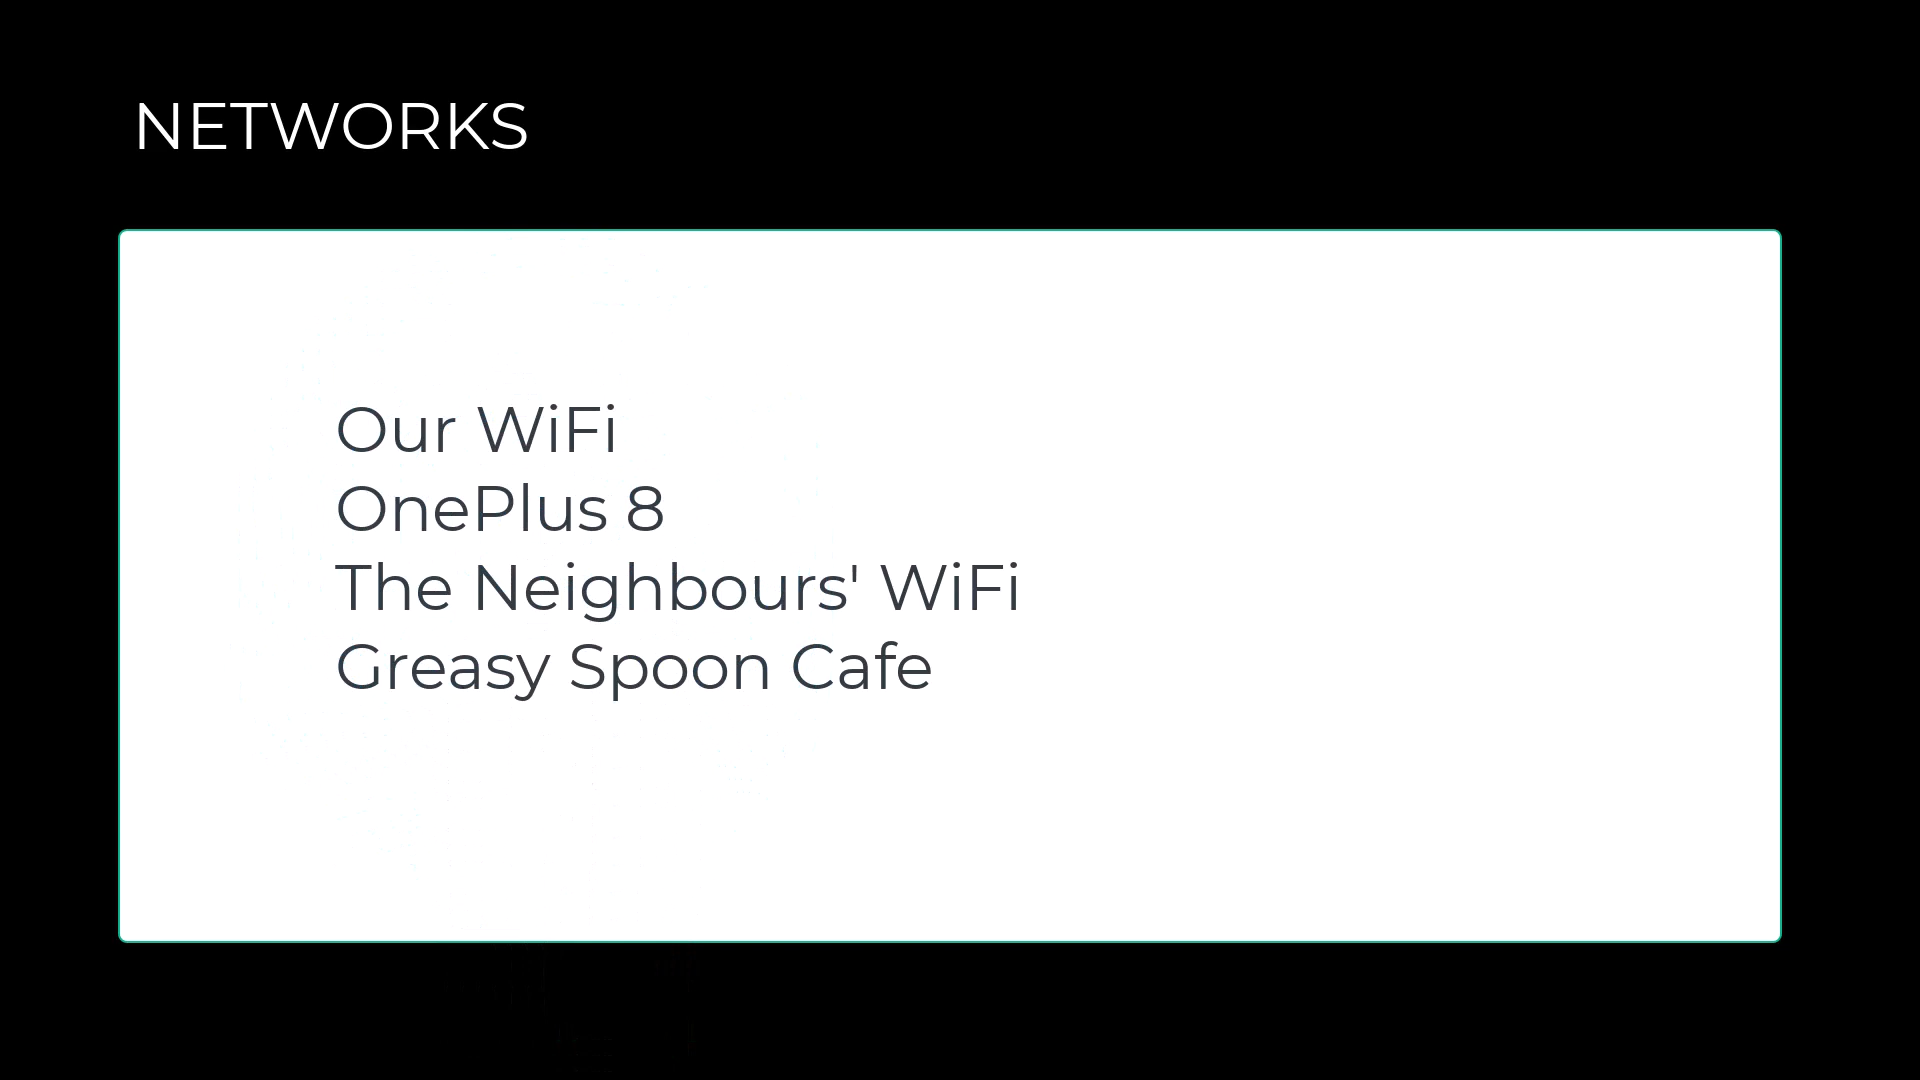 NETWORKS
Our WiFi
OnePlus 8
The Neighbours' WiFi
Greasy Spoon Cafe